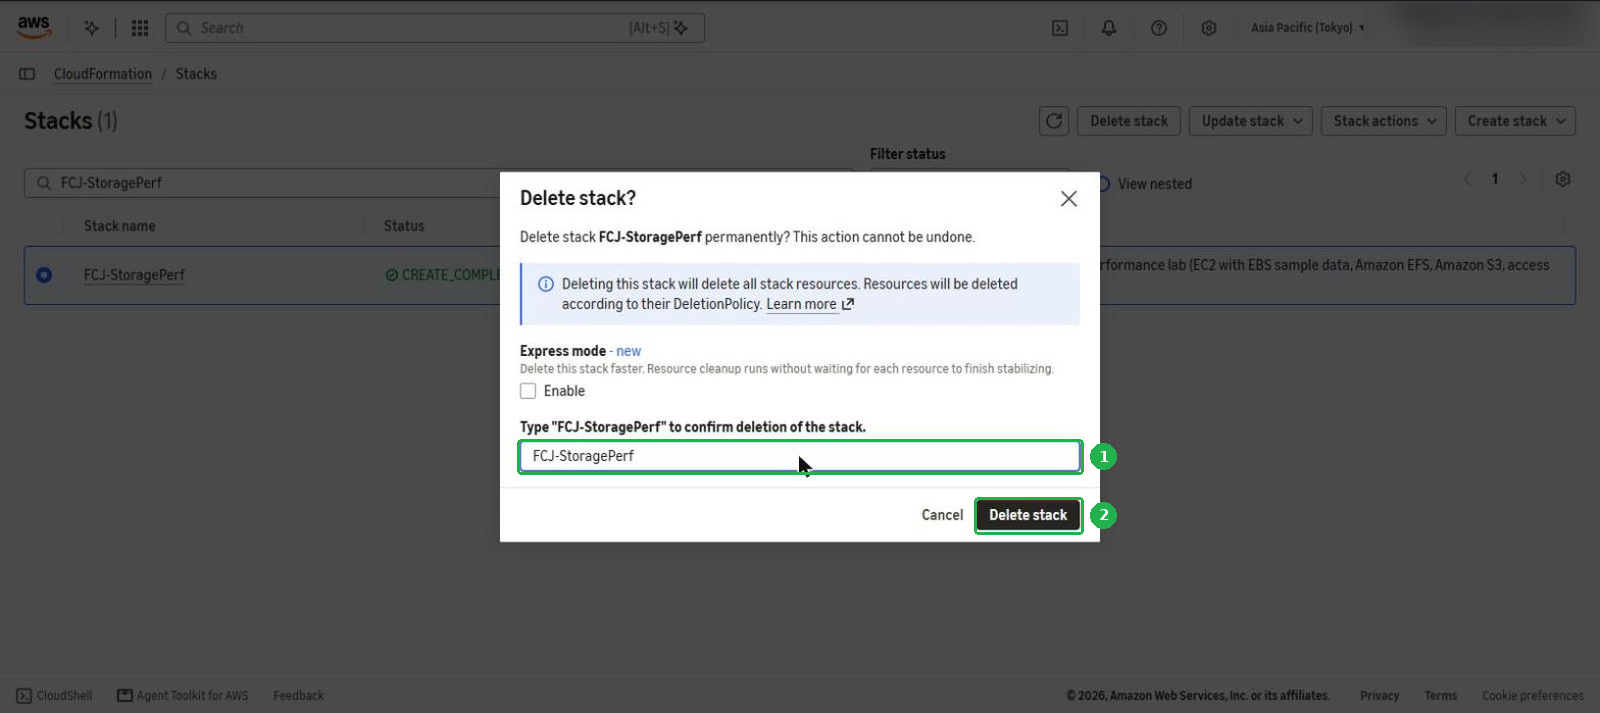 aws
Search
[Alt+S]
Asia Pacific (Tokyo)
CloudFormation / Stacks
Stacks (1)
Delete stack
Update stack
Stack actions
Create stack
Filter status
FCJ-StoragePerf
View nested
1
Stack name
Status
FCJ-StoragePerf
CREATE_COMPLE
rformance lab (EC2 with EBS sample data, Amazon EFS, Amazon S3, access
Delete stack?
Delete stack FCJ-StoragePerf permanently? This action cannot be undone.
Deleting this stack will delete all stack resources. Resources will be deleted
according to their DeletionPolicy. Learn more
Express mode - new
Delete this stack faster. Resource cleanup runs without waiting for each resource to finish stabilizing.
Enable
Type "FCJ-StoragePerf" to confirm deletion of the stack.
FCJ-StoragePerf
1
Cancel
Delete stack
2
CloudShell
Agent Toolkit for AWS
Feedback
© 2026, Amazon Web Services, Inc. or its affiliates.
Privacy
Terms
Cookie preferences